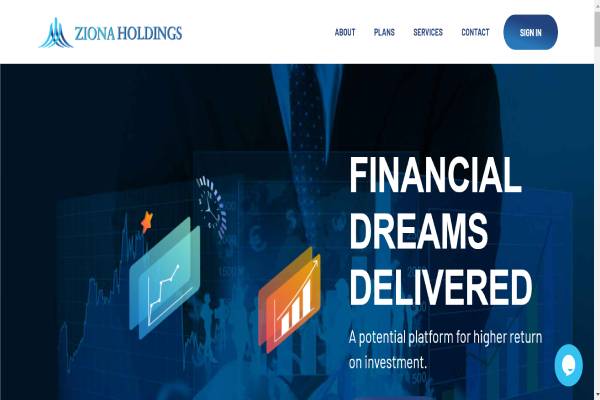 ZIONA HOLDINGS
ABOUT
PLANS
SERVICES
CONTACT
SIGN IN
FINANCIAL
DREAMS
DELIVERED
A potential platform for higher return
on investment.